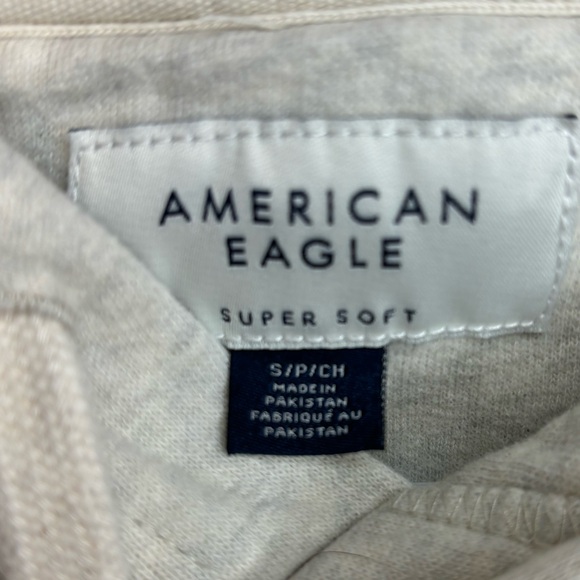 AMERICAN
EAGLE
SUPER SOFT
S/P/CH
MADE IN
PAKISTAN
FABRIQUÉ AU
PAKISTAN